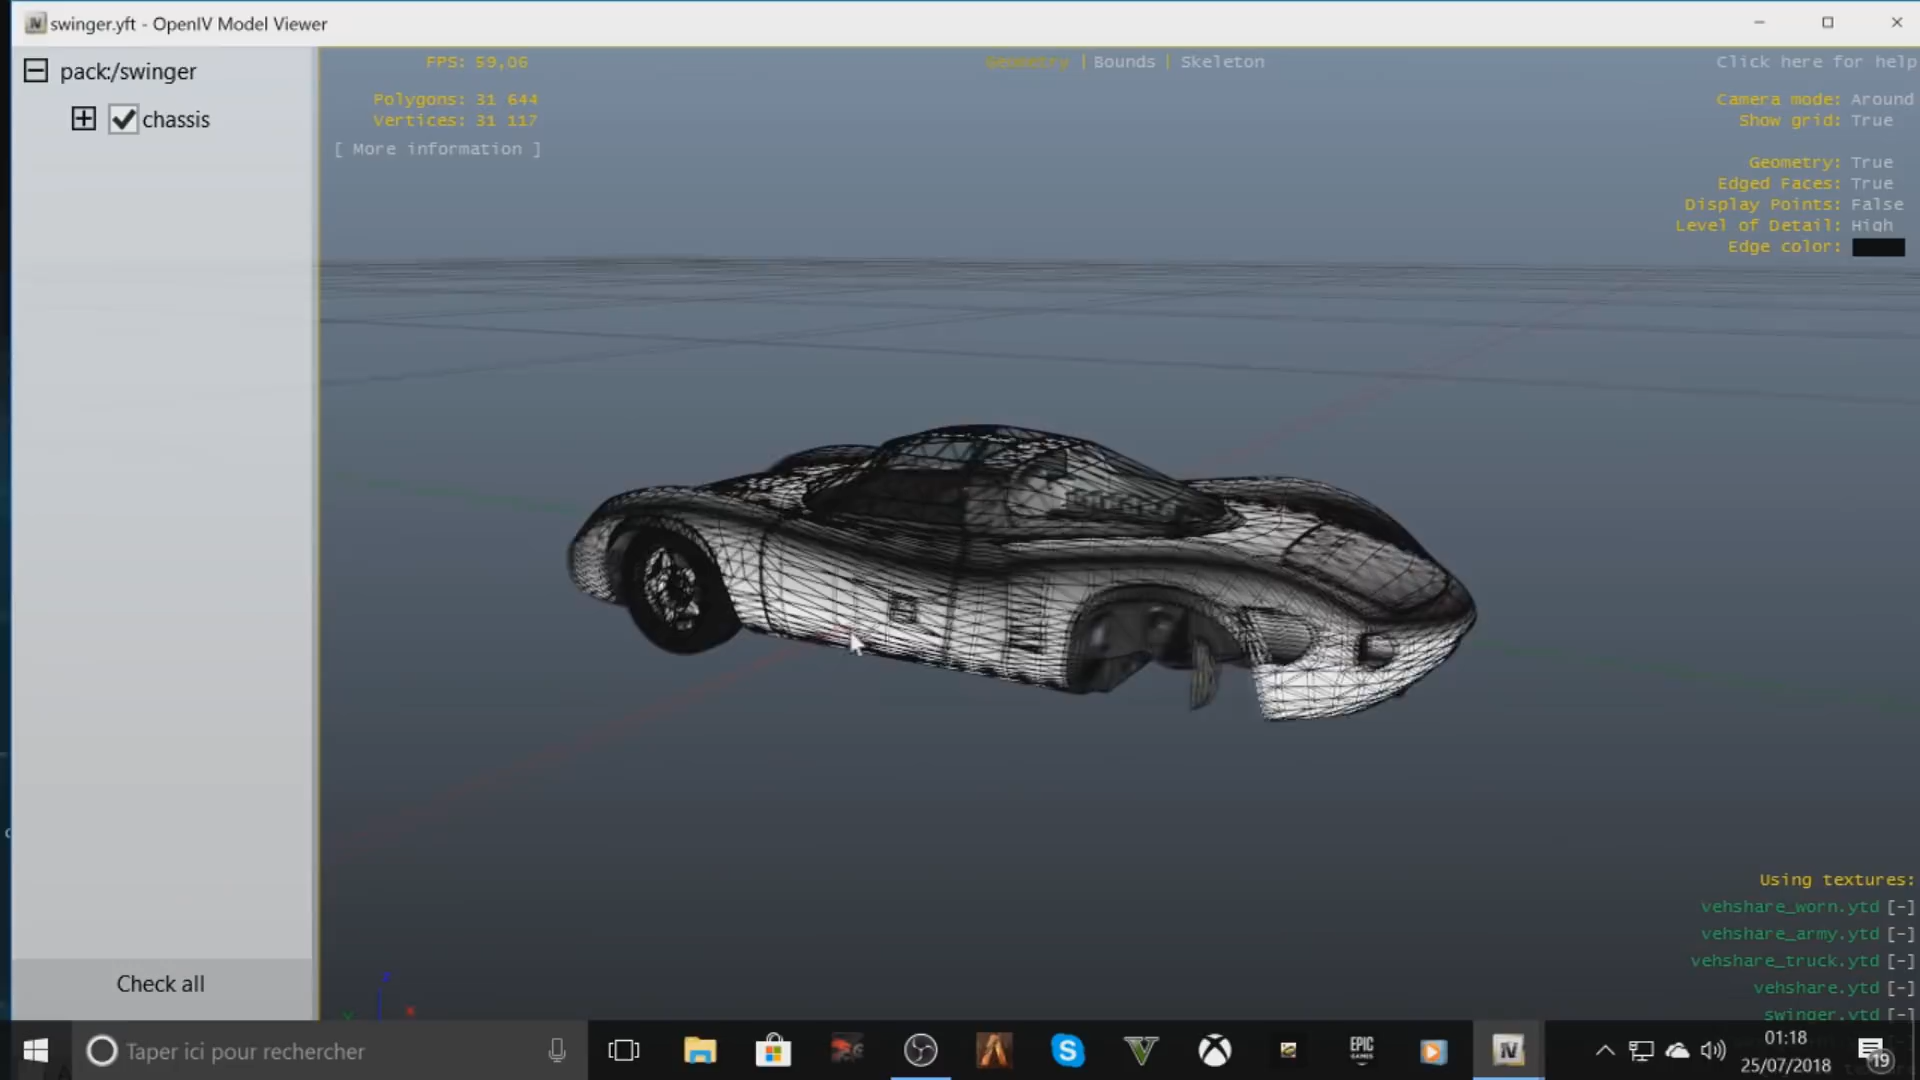 swinger.yft - OpenIV Model Viewer
pack:/swinger
chassis
Check all
FPS: 59,06
Polygons: 31 644
Vertices: 31 117
[ More information ]
Geometry | Bounds | Skeleton
Click here for help
Camera mode: Around
Show grid: True
Geometry: True
Edged Faces: True
Display Points: False
Level of Detail: High
Edge color:
Using textures:
vehshare_worn.ytd [-]
vehshare_army.ytd [-]
vehshare_truck.ytd [-]
vehshare.ytd [-]
swinger.ytd [-]
Taper ici pour rechercher
EPIC
GAMES
01:18
25/07/2018
19